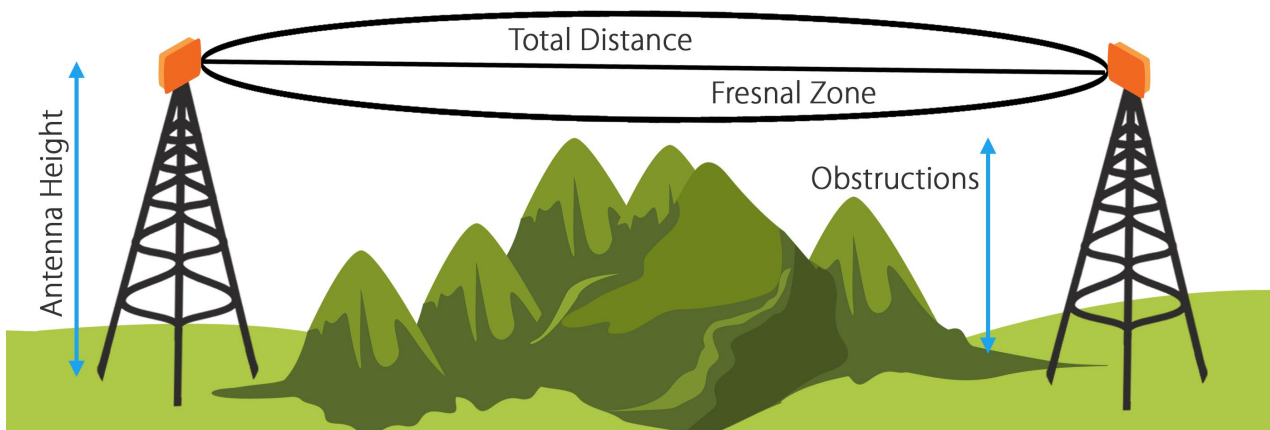 Total Distance
Fresnal Zone
Obstructions
Antenna Height